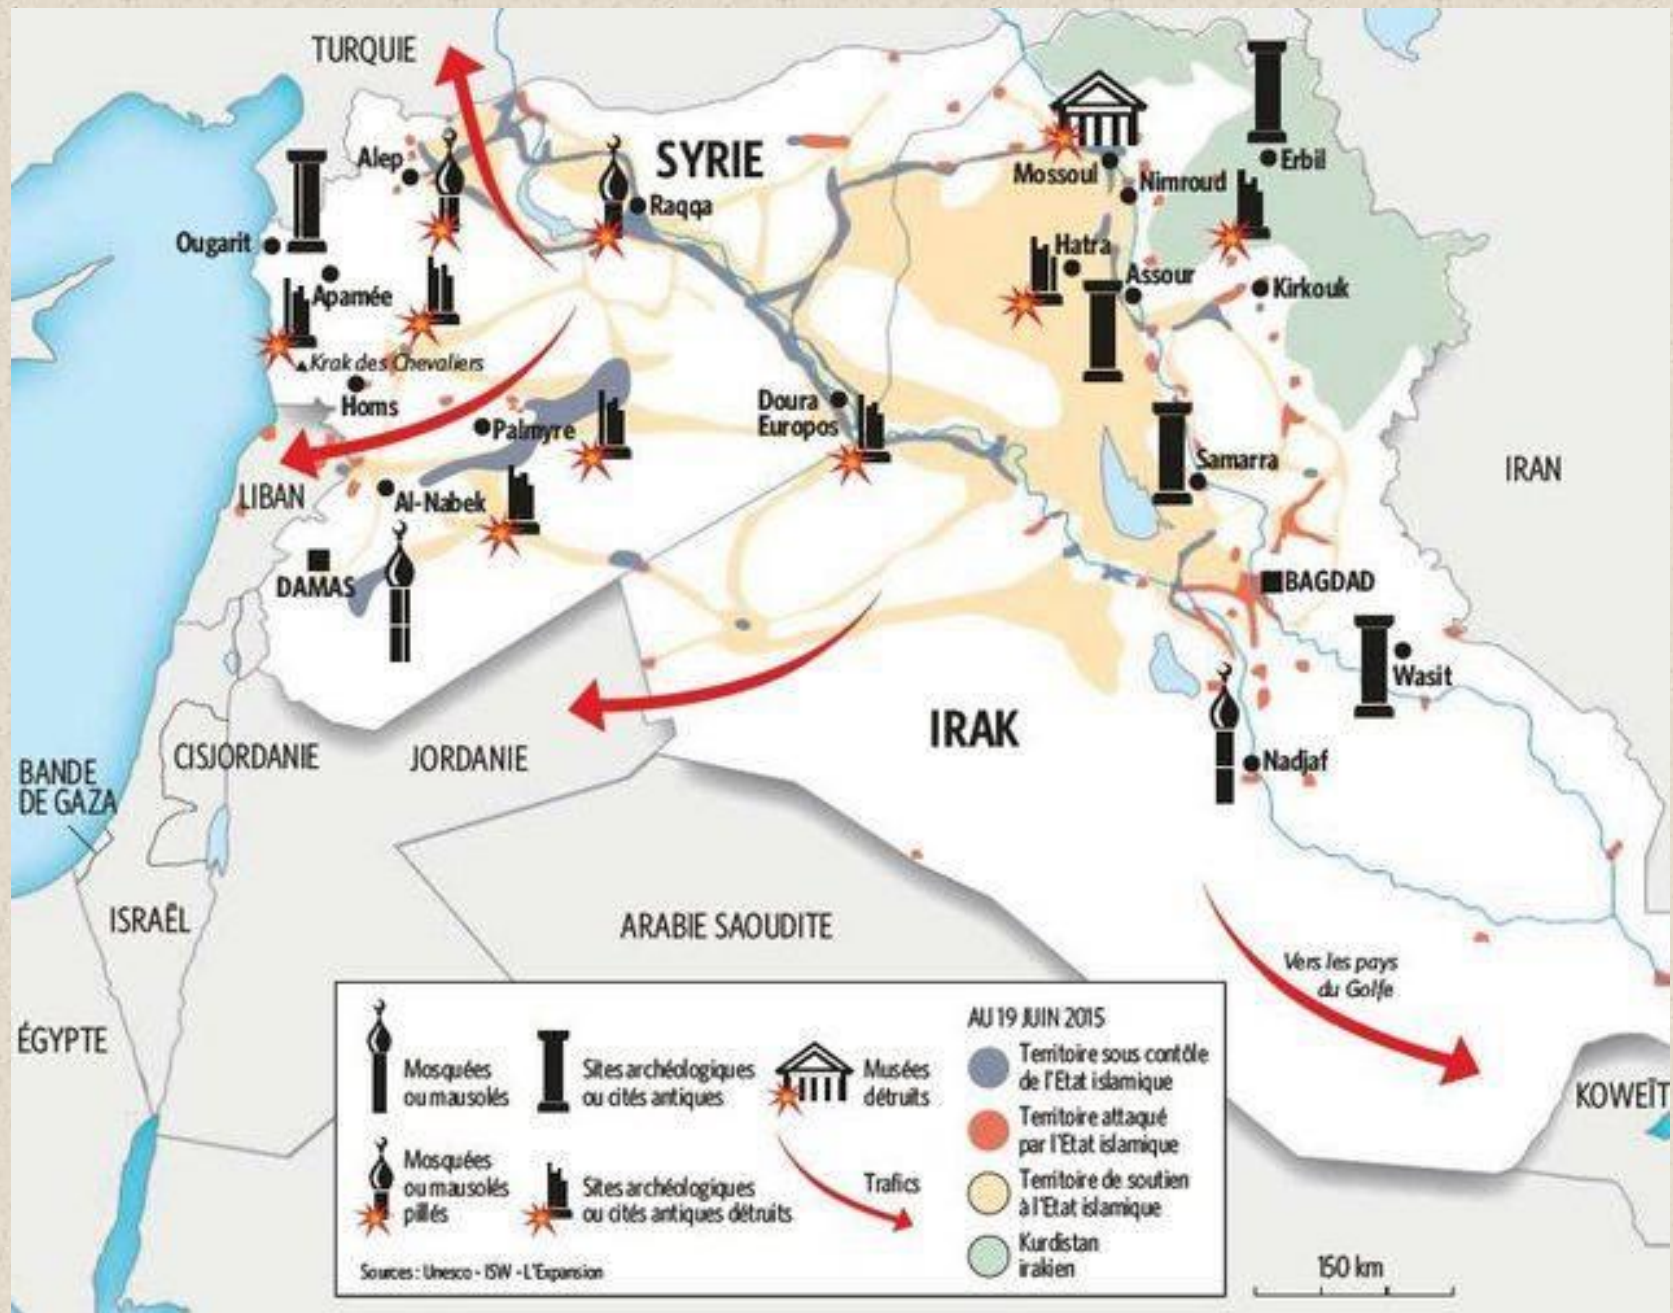 TURQUIE
SYRIE
Alep
Raqqa
Mossoul
Nimroud
Erbil
Ougarit
Apamée
Hatra
Assour
Kirkouk
Krak des Chevaliers
Homs
Palmyre
Doura
Europos
Samarra
IRAN
LIBAN
Al-Nabek
DAMAS
BAGDAD
Wasit
IRAK
Nadjaf
CISJORDANIE
JORDANIE
BANDE
DE GAZA
ISRAËL
ARABIE SAOUDITE
ÉGYPTE
Vers les pays
du Golfe
KOWEÏT
Mosquées
ou mausolés
Sites archéologiques
ou cités antiques
Musées
détruits
Mosquées
ou mausolés
pillés
Sites archéologiques
ou cités antiques détruits
Trafics
AU 19 JUIN 2015
Territoire sous contôle
de l'Etat islamique
Territoire attaqué
par l'Etat islamique
Territoire de soutien
à l'Etat islamique
Kurdistan
irakien
Sources : Unesco - ISW - L'Expansion
150 km